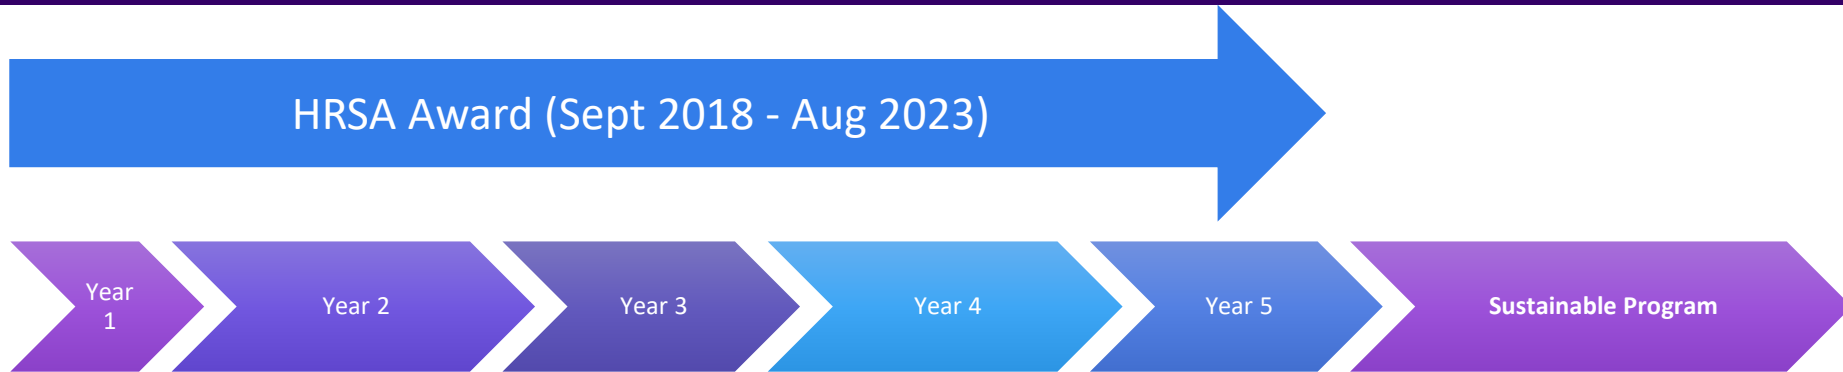 HRSA Award (Sept 2018 - Aug 2023)
Year
1
Year 2
Year 3
Year 4
Year 5
Sustainable Program